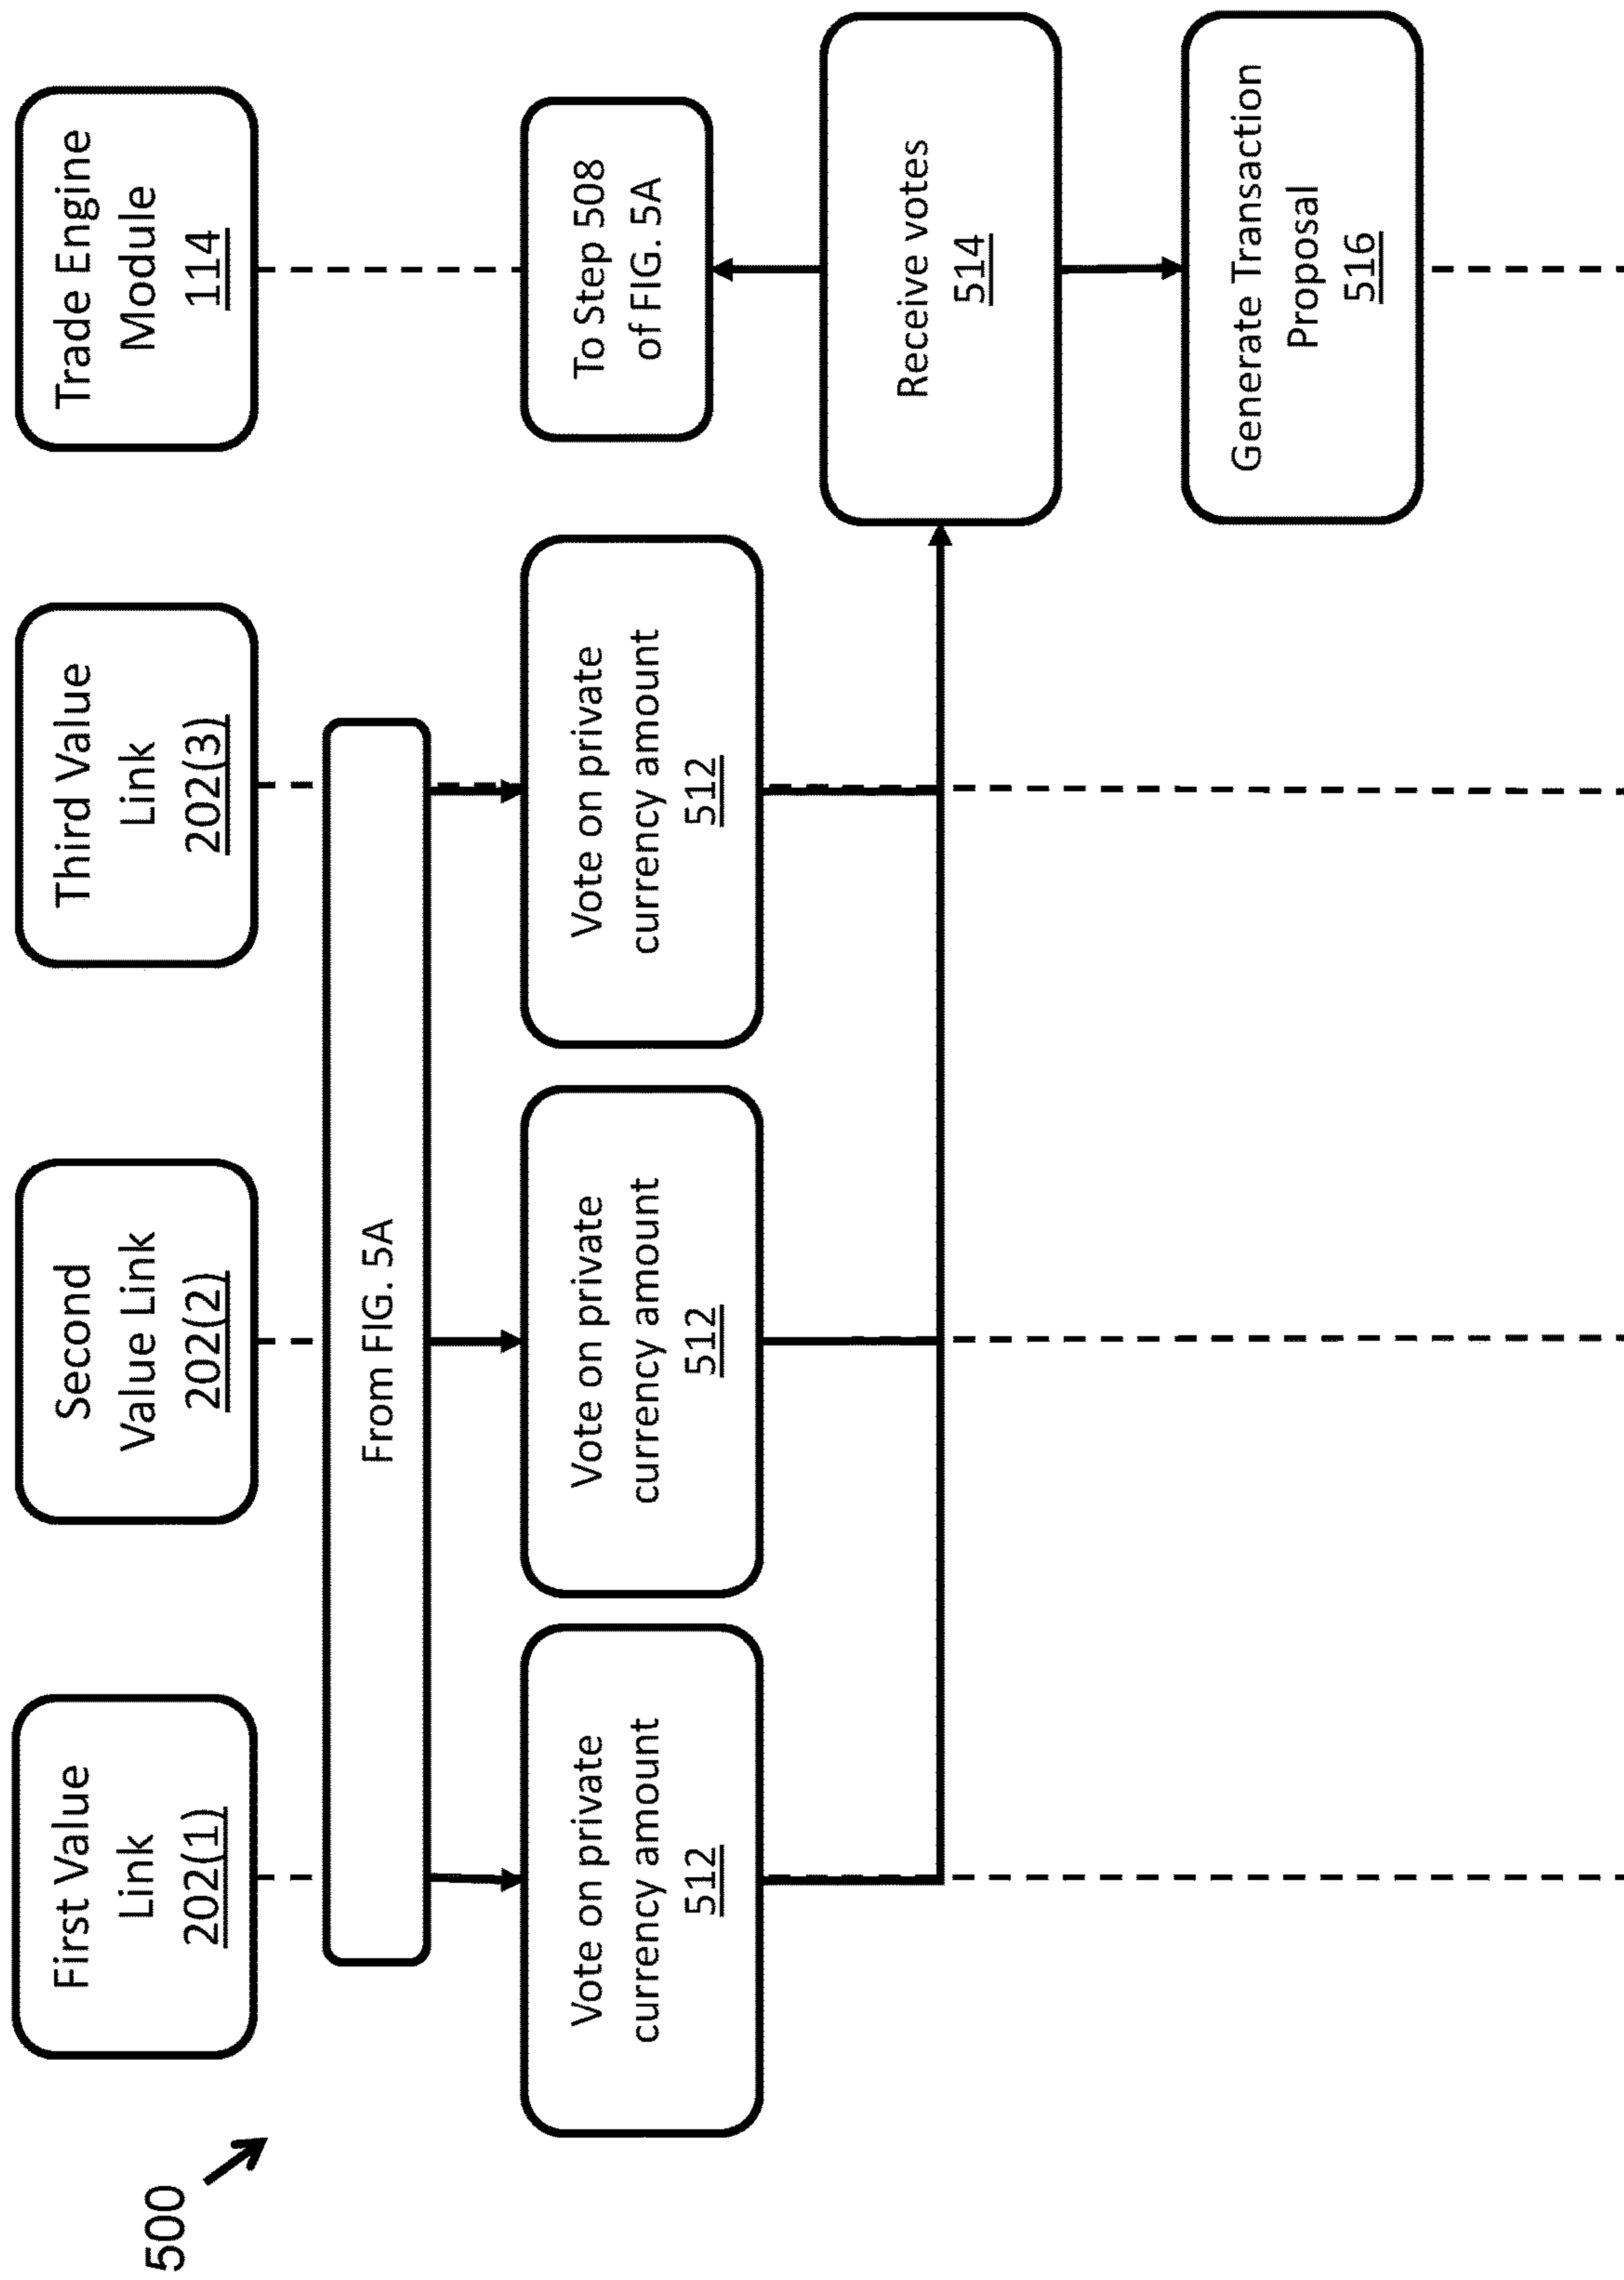 500
First Value
Link
202(1)
Second
Value Link
202(2)
Third Value
Link
202(3)
Trade Engine
Module
114
From FIG. 5A
To Step 508
of FIG. 5A
Vote on private
currency amount
512
Vote on private
currency amount
512
Vote on private
currency amount
512
Receive votes
514
Generate Transaction
Proposal
516